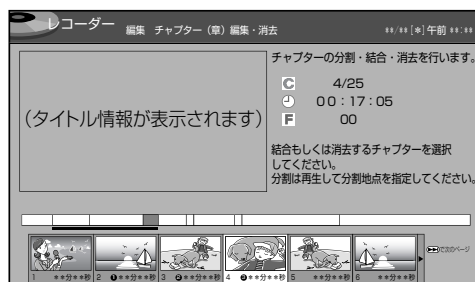 レコーダー 編集 チャプター（章）編集・消去 **/**[*]午前 **:**
チャプターの分割・結合・消去を行います。
C 4/25
00：17：05
F 00
（タイトル情報が表示されます）
結合もしくは消去するチャプターを選択
してください。
分割は再生して分割地点を指定してください。
で次のページ
1 **分**秒 2 ❶**分**秒 3 ❷**分**秒 4 ❸**分**秒 5 **分**秒 6 **分**秒